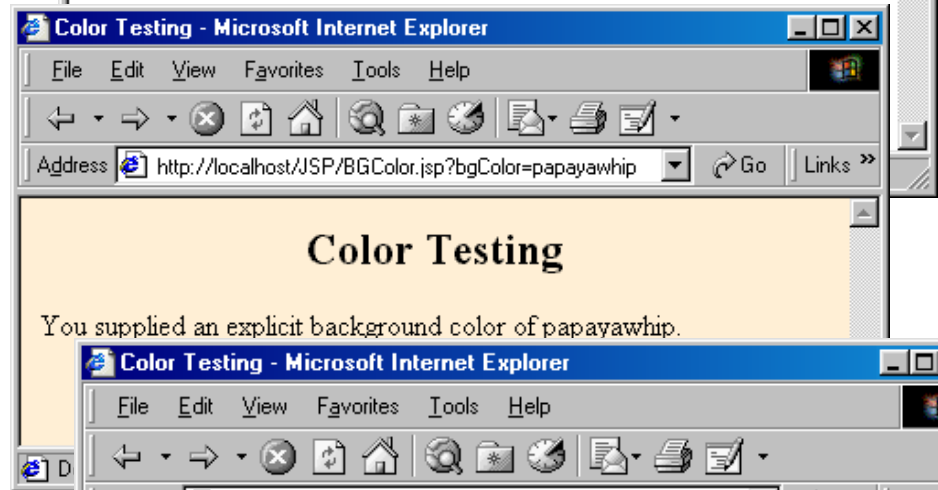 Color Testing - Microsoft Internet Explorer
File Edit View Favorites Tools Help
Address http://localhost/JSP/BGColor.jsp?bgColor=papayawhip Go Links »
Color Testing
You supplied an explicit background color of papayawhip.
Color Testing - Microsoft Internet Explorer
File Edit View Favorites Tools Help
D